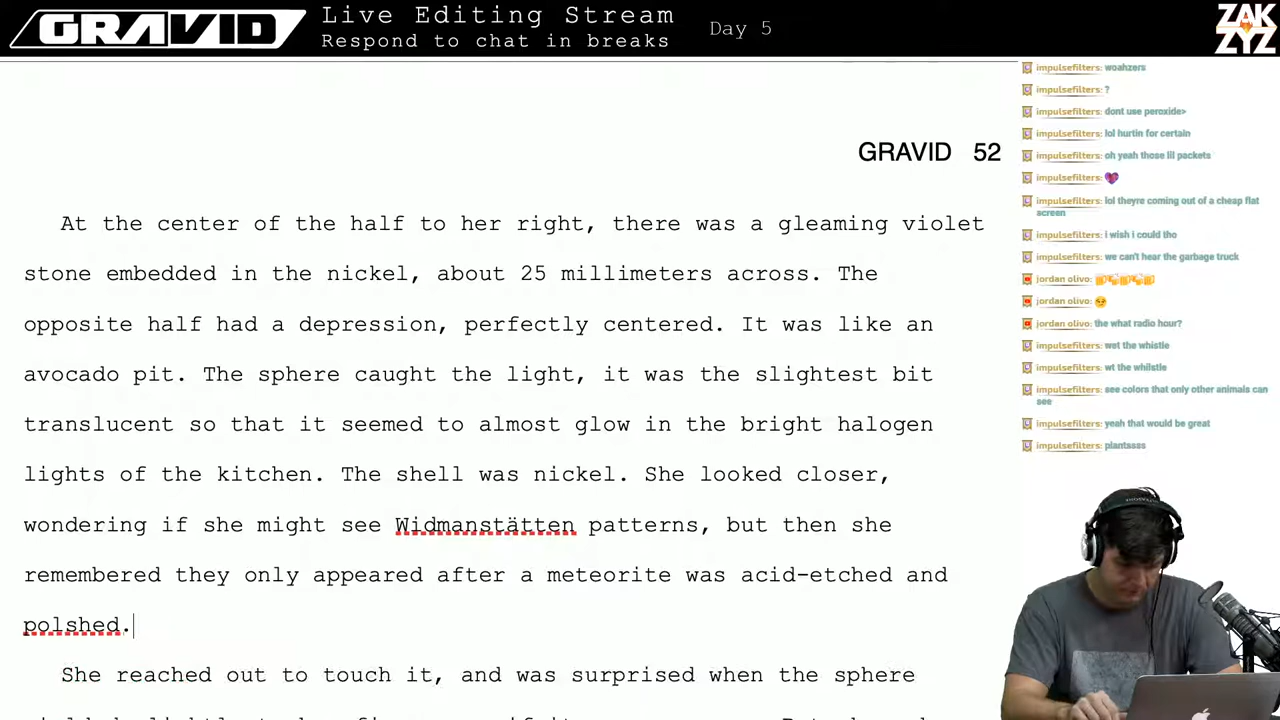 GRAVID
Live Editing Stream
Respond to chat in breaks
Day 5
ZAK
ZYZ
GRAVID 52
At the center of the half to her right, there was a gleaming violet
stone embedded in the nickel, about 25 millimeters across. The
opposite half had a depression, perfectly centered. It was like an
avocado pit. The sphere caught the light, it was the slightest bit
translucent so that it seemed to almost glow in the bright halogen
lights of the kitchen. The shell was nickel. She looked closer,
wondering if she might see Widmanstätten patterns, but then she
remembered they only appeared after a meteorite was acid-etched and
polshed.
She reached out to touch it, and was surprised when the sphere
impulsefilters: woahzers
impulsefilters: ?
impulsefilters: dont use peroxide>
impulsefilters: lol hurtin for certain
impulsefilters: oh yeah those lil packets
impulsefilters:
impulsefilters: lol theyre coming out of a cheap flat
screen
impulsefilters: i wish i could tho
impulsefilters: we can't hear the garbage truck
jordan olivo:
jordan olivo:
jordan olivo: the what radio hour?
impulsefilters: wet the whistle
impulsefilters: wt the whilstle
impulsefilters: see colors that only other animals can
see
impulsefilters: yeah that would be great
impulsefilters: plantssss